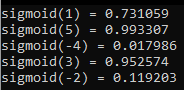 sigmoid(1) = 0.731059
sigmoid(5) = 0.993307
sigmoid(-4) = 0.017986
sigmoid(3) = 0.952574
sigmoid(-2) = 0.119203